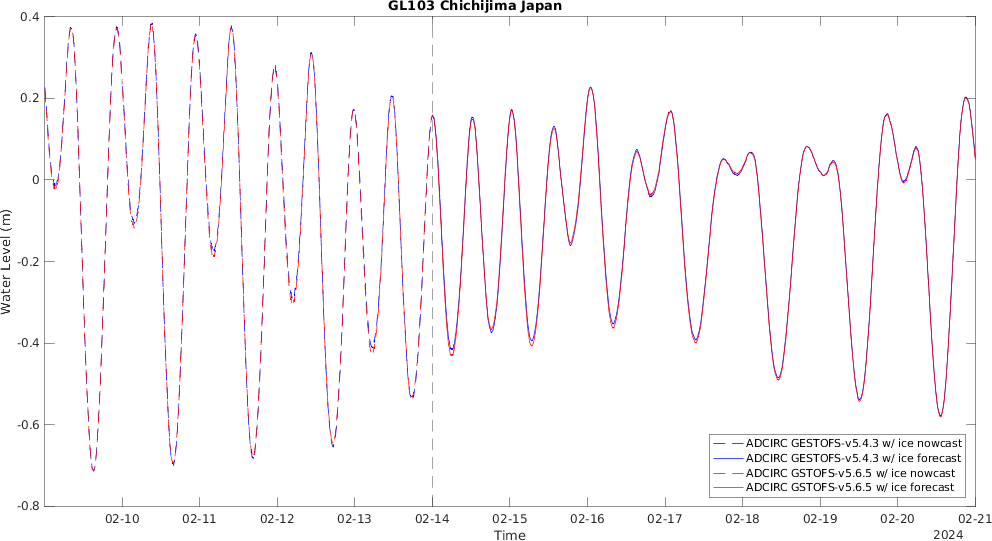 GL103 Chichijima Japan
0.4
0.2
0
-0.2
-0.4
-0.6
-0.8
Water Level (m)
ADCIRC GESTOFS-v5.4.3 w/ ice nowcast
ADCIRC GESTOFS-v5.4.3 w/ ice forecast
ADCIRC GSTOFS-v5.6.5 w/ ice nowcast
ADCIRC GSTOFS-v5.6.5 w/ ice forecast
02-10 02-11 02-12 02-13 02-14 02-15 02-16 02-17 02-18 02-19 02-20 02-21
Time
2024